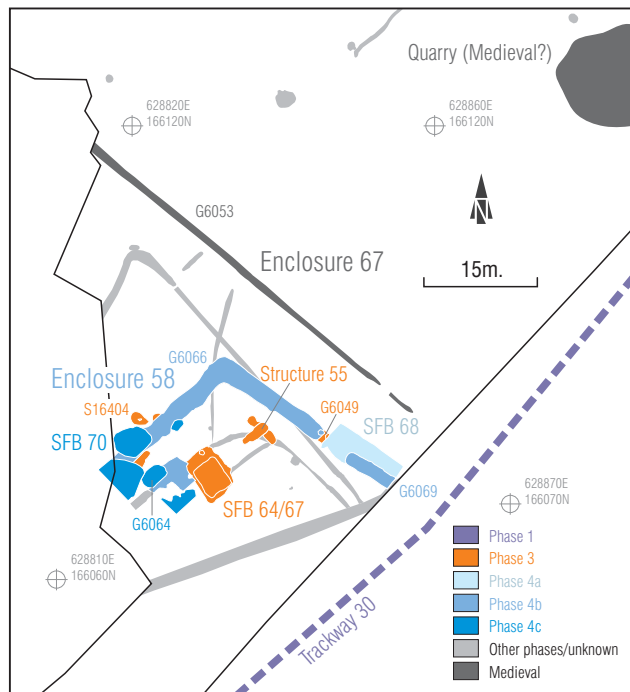 Quarry (Medieval?)
628820E
166120N
628860E
166120N
G6053
N
Enclosure 67
15m.
G6066
Enclosure 58
Structure 55
S16404
G6049
SFB 70
SFB 68
G6069
628870E
166070N
SFB 64/67
G6064
628810E
166060N
Trackway 30
Phase 1
Phase 3
Phase 4a
Phase 4b
Phase 4c
Other phases/unknown
Medieval